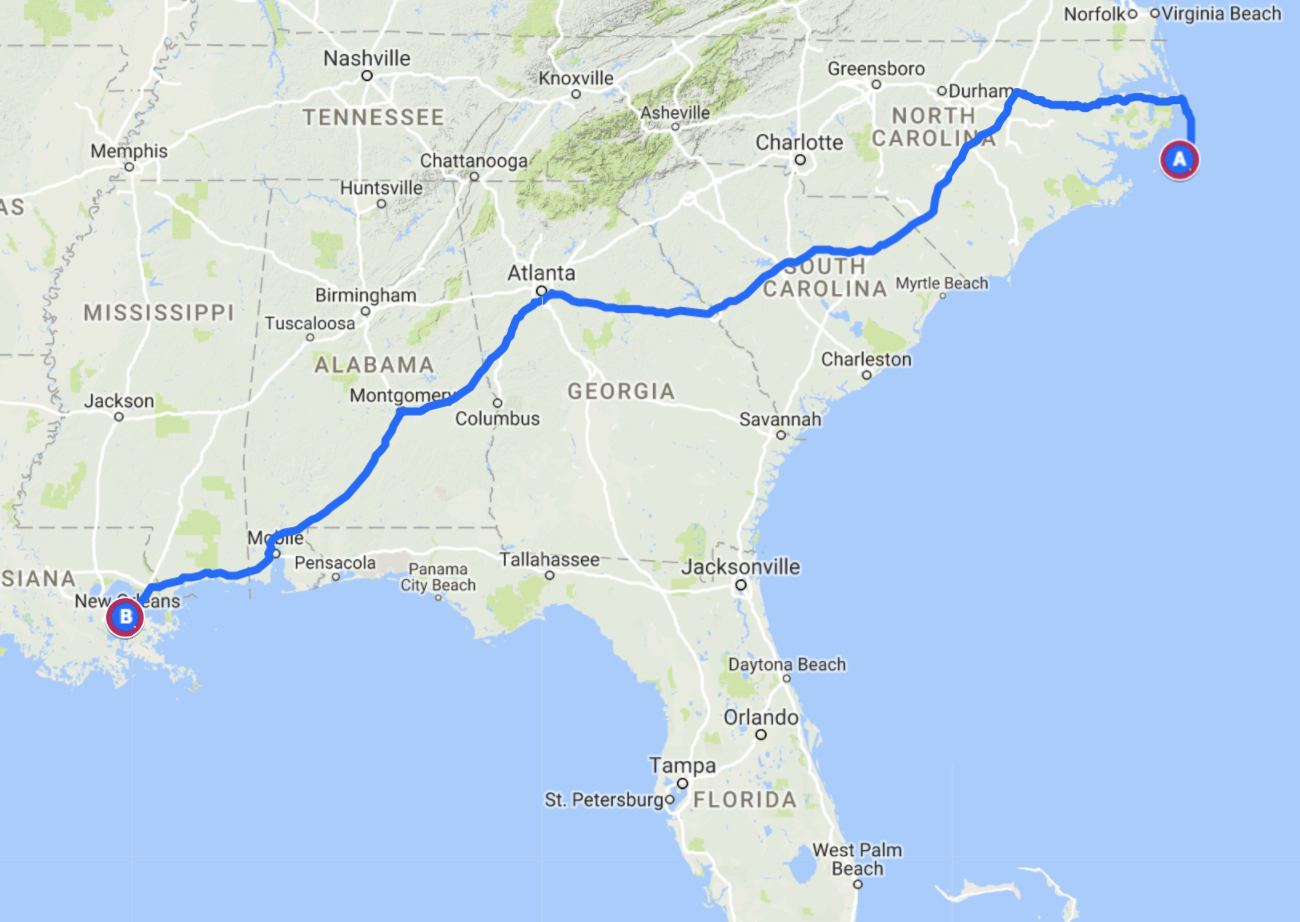 Norfolk
Virginia Beach
Nashville
Greensboro
Knoxville
Durham
TENNESSEE
Asheville
NORTH
CAROLINA
Charlotte
Memphis
Chattanooga
A
Huntsville
AS
SOUTH
CAROLINA
Atlanta
Myrtle Beach
Birmingham
MISSISSIPPI
Tuscaloosa
Charleston
ALABAMA
GEORGIA
Montgomery
Jackson
Columbus
Savannah
Mobile
Pensacola
Tallahassee
Jacksonville
Panama
City Beach
SIANA
New Orleans
B
Daytona Beach
Orlando
Tampa
St. Petersburg
FLORIDA
West Palm
Beach